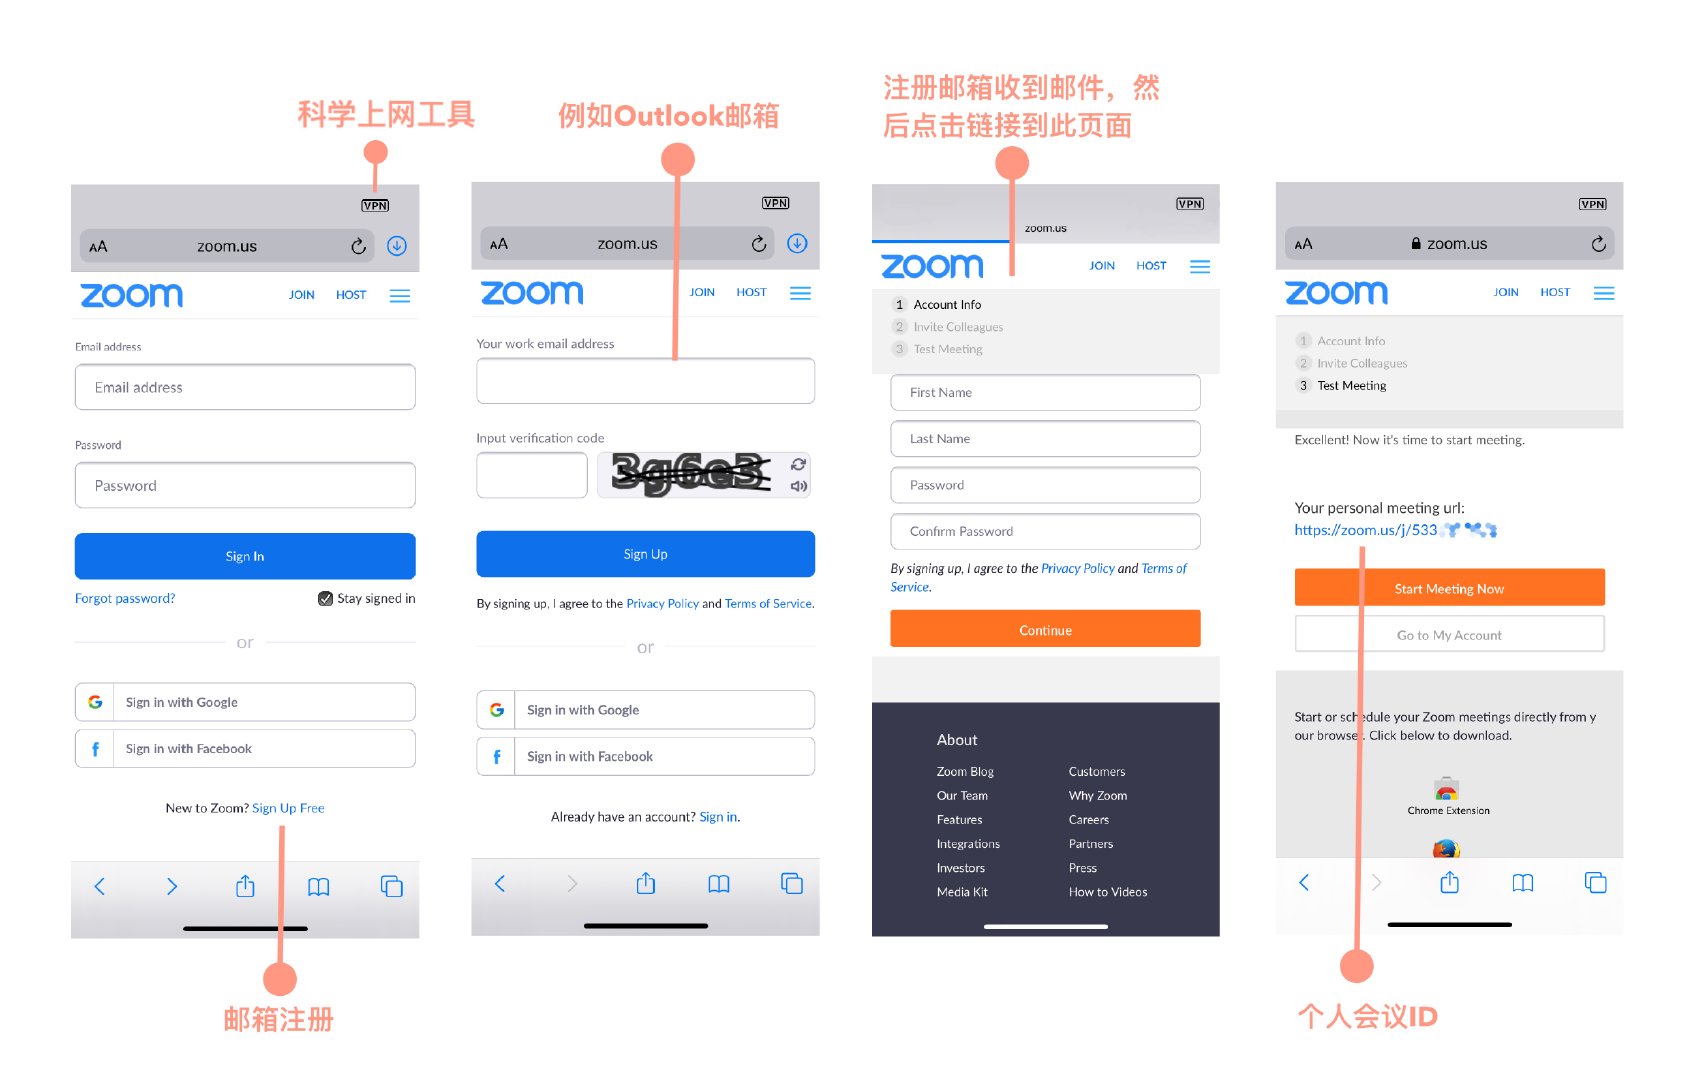 科学上网工具
VPN
AA
zoom.us
zoom
JOIN
HOST
Email address
Email address
Password
Password
Sign In
Forgot password?
Stay signed in
or
G
Sign in with Google
f
Sign in with Facebook
New to Zoom? Sign Up Free
邮箱注册
例如Outlook邮箱
VPN
AA
zoom.us
zoom
JOIN
HOST
Your work email address
Input verification code
3g6e3
Sign Up
By signing up, I agree to the Privacy Policy and Terms of Service.
or
G
Sign in with Google
f
Sign in with Facebook
Already have an account? Sign in.
注册邮箱收到邮件，然
后点击链接到此页面
VPN
zoom.us
zoom
JOIN
HOST
1 Account Info
2 Invite Colleagues
3 Test Meeting
First Name
Last Name
Password
Confirm Password
By signing up, I agree to the Privacy Policy and Terms of
Service.
Continue
About
Zoom Blog
Customers
Our Team
Why Zoom
Features
Careers
Integrations
Partners
Investors
Press
Media Kit
How to Videos
VPN
AA
zoom.us
zoom
JOIN
HOST
1 Account Info
2 Invite Colleagues
3 Test Meeting
Excellent! Now it's time to start meeting.
Your personal meeting url:
https://zoom.us/j/533
Start Meeting Now
Go to My Account
Start or schedule your Zoom meetings directly from y
our browser. Click below to download.
Chrome Extension
个人会议ID